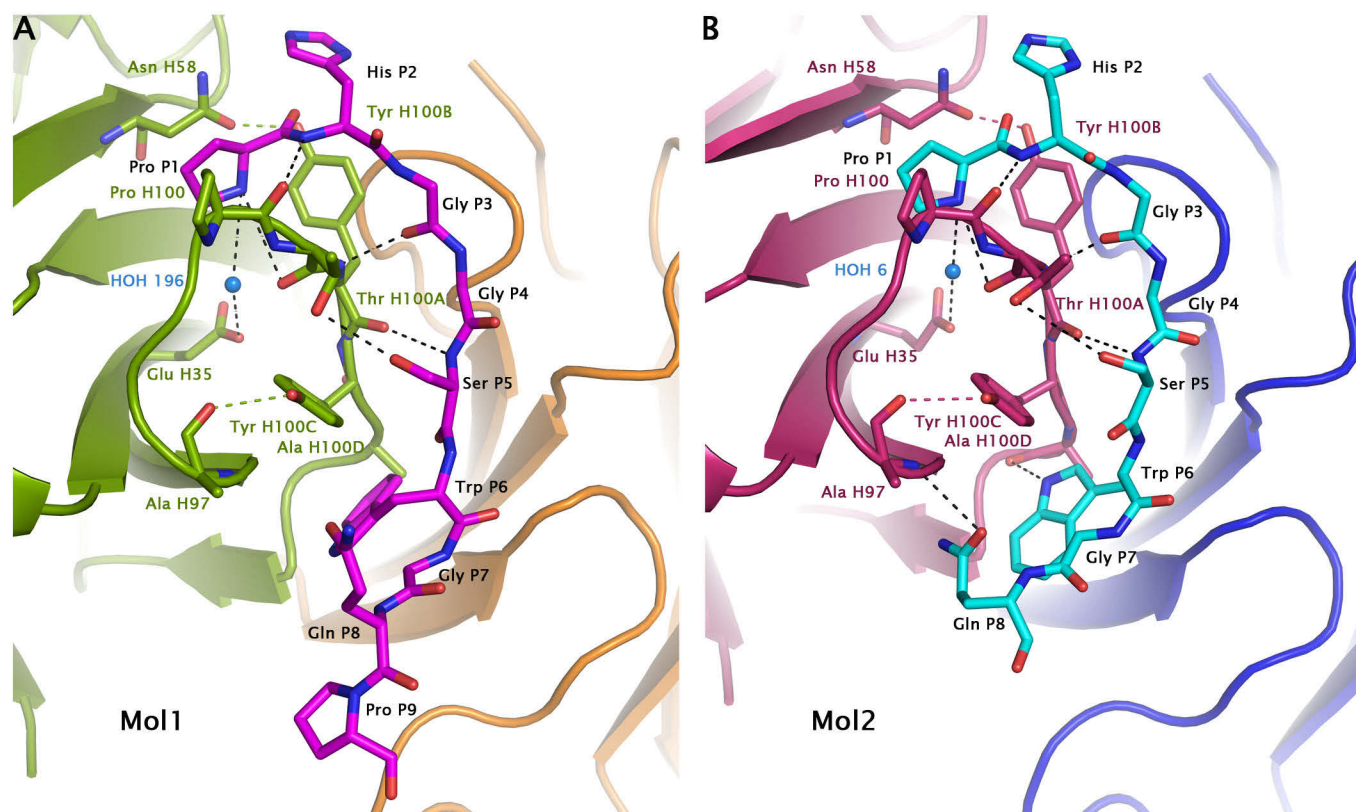 A
Asn H58
His P2
Tyr H100B
Pro P1
Pro H100
Gly P3
HOH 196
Thr H100A
Gly P4
Glu H35
Ser P5
Tyr H100C
Ala H100D
Ala H97
Trp P6
Gly P7
Gln P8
Pro P9
Mol1
B
His P2
Asn H58
Tyr H100B
Pro P1
Pro H100
Gly P3
HOH 6
Thr H100A
Gly P4
Glu H35
Ser P5
Tyr H100C
Ala H100D
Ala H97
Trp P6
Gly P7
Gln P8
Mol2